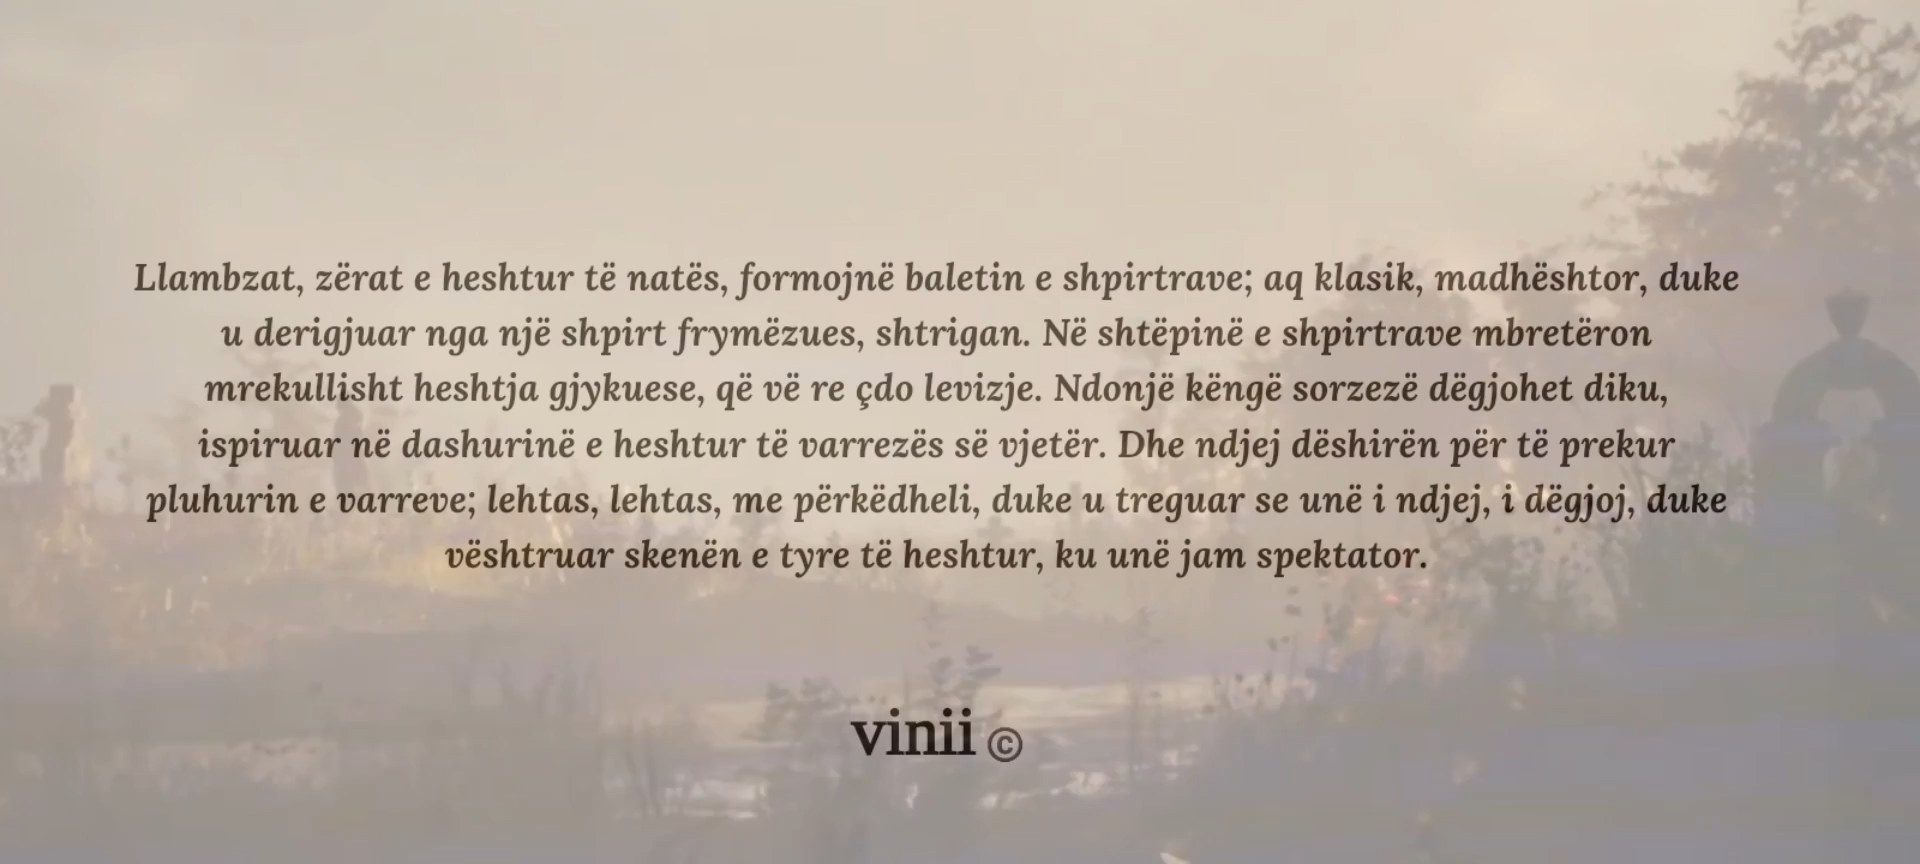 Llambzat, zërat e heshtur të natës, formojnë baletin e shpirtrave; aq klasik, madhështor, duke
u derigjuar nga një shpirt frymëzues, shtrigan. Në shtëpinë e shpirtrave mbretëron
mrekullisht heshtja gjykuese, që vë re çdo levizje. Ndonjë këngë sorzezë dëgjohet diku,
ispiruar në dashurinë e heshtur të varrezës së vjetër. Dhe ndjej dëshirën për të prekur
pluhurin e varreve; lehtas, lehtas, me përkëdheli, duke u treguar se unë i ndjej, i dëgjoj, duke
vështruar skenën e tyre të heshtur, ku unë jam spektator.
vinii ©